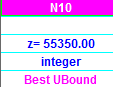 N10
z= 55350.00
integer
Best UBound